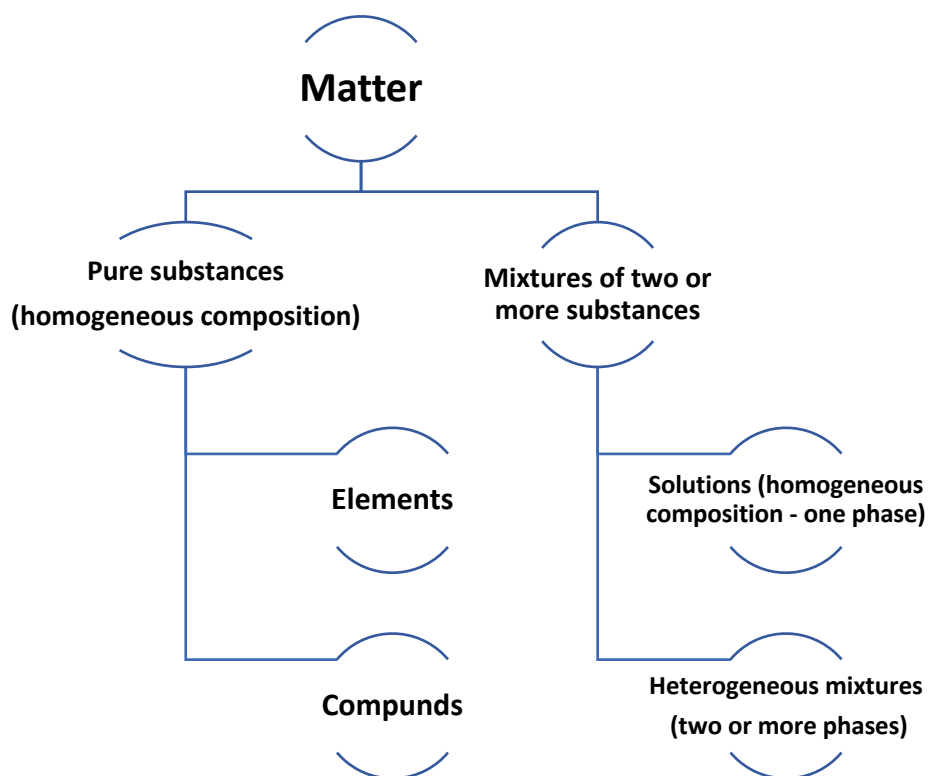 Matter
Pure substances
(homogeneous composition)
Mixtures of two or
more substances
Elements
Solutions (homogeneous
composition - one phase)
Compunds
Heterogeneous mixtures
(two or more phases)